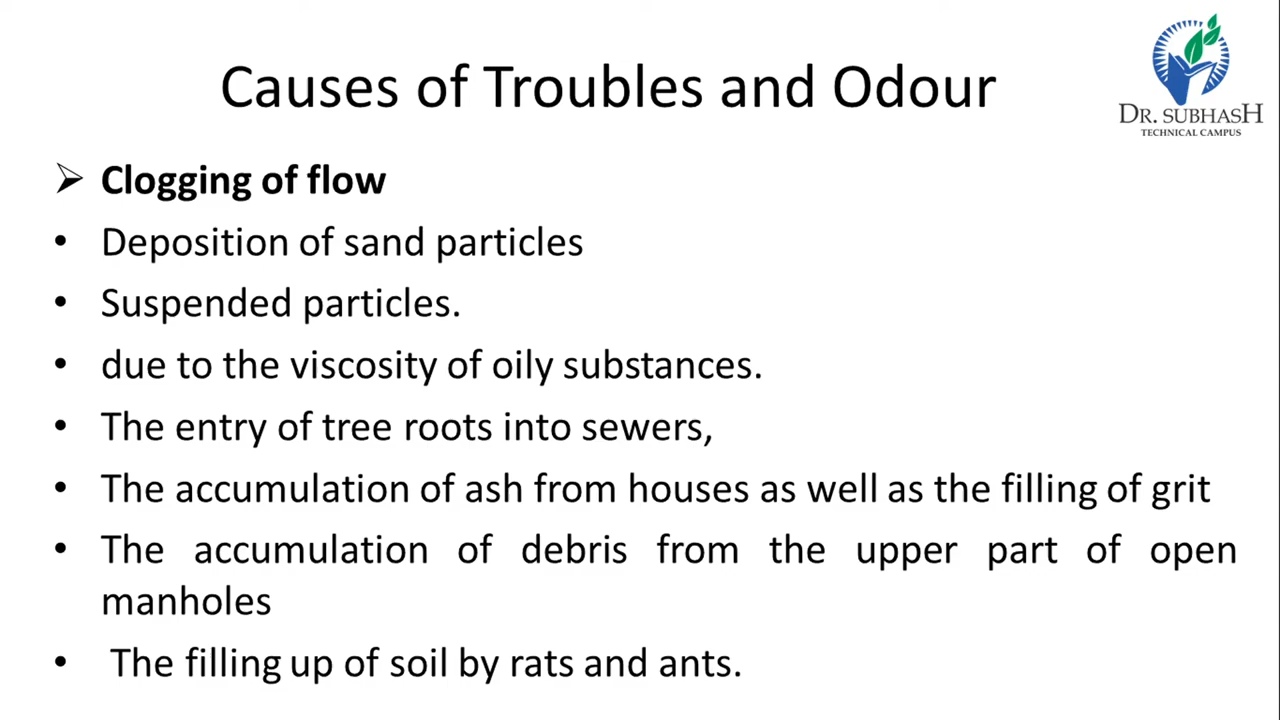 Causes of Troubles and Odour
DR. SUBHASH
TECHNICAL CAMPUS
➢ Clogging of flow
• Deposition of sand particles
• Suspended particles.
• due to the viscosity of oily substances.
• The entry of tree roots into sewers,
• The accumulation of ash from houses as well as the filling of grit
• The accumulation of debris from the upper part of open
manholes
• The filling up of soil by rats and ants.